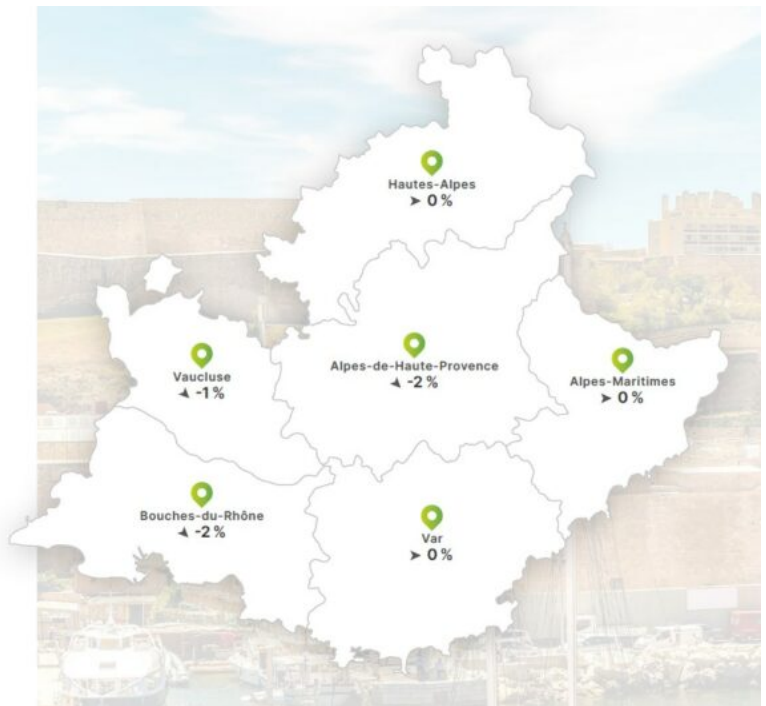 Hautes-Alpes
➤ 0 %
Alpes-de-Haute-Provence
-2 %
Vaucluse
-1 %
Alpes-Maritimes
➤ 0 %
Bouches-du-Rhône
-2 %
Var
➤ 0 %